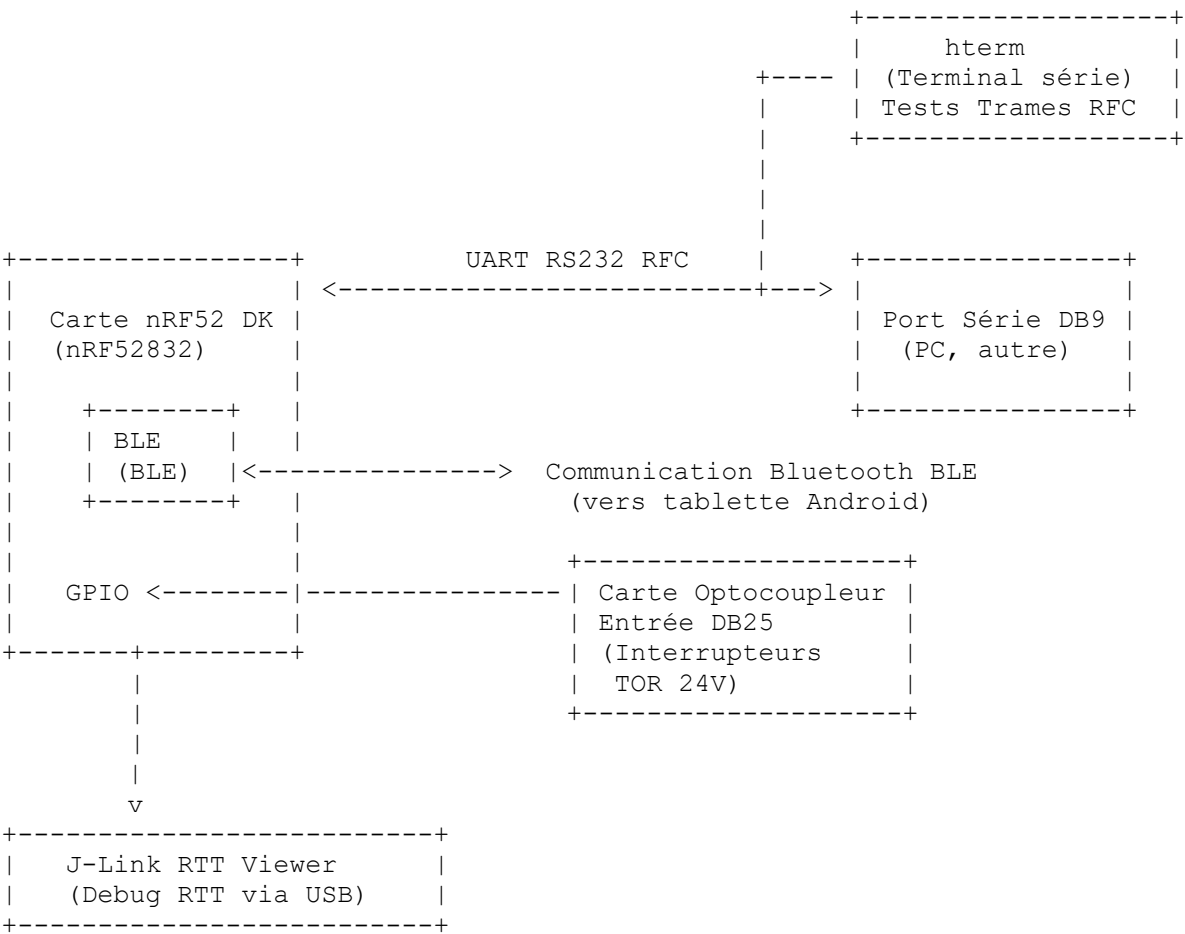 hterm
(Terminal série)
Tests Trames RFC
UART RS232 RFC
Carte nRF52 DK
(nRF52832)
Port Série DB9
(PC, autre)
BLE
(BLE)
Communication Bluetooth BLE
(vers tablette Android)
GPIO
Carte Optocoupleur
Entrée DB25
(Interrupteurs
TOR 24V)
J-Link RTT Viewer
(Debug RTT via USB)